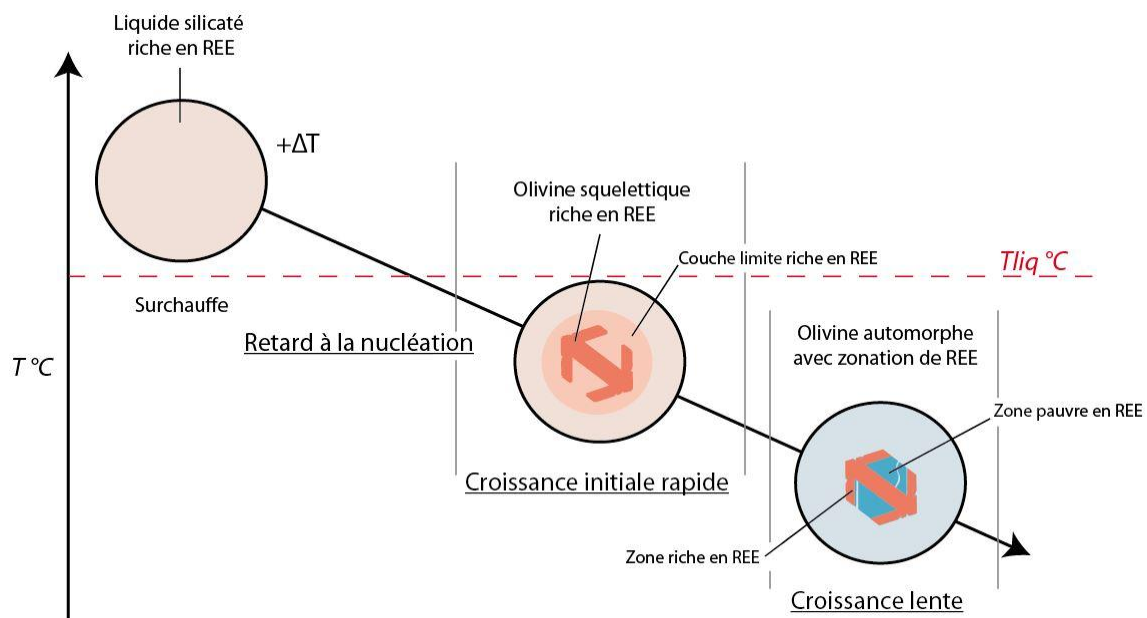 Liquide silicaté
riche en REE
+ΔT
Olivine squelettique
riche en REE
Couche limite riche en REE
Tliq °C
Surchauffe
Retard à la nucléation
Olivine automorphe
avec zonation de REE
T °C
Zone pauvre en REE
Croissance initiale rapide
Zone riche en REE
Croissance lente